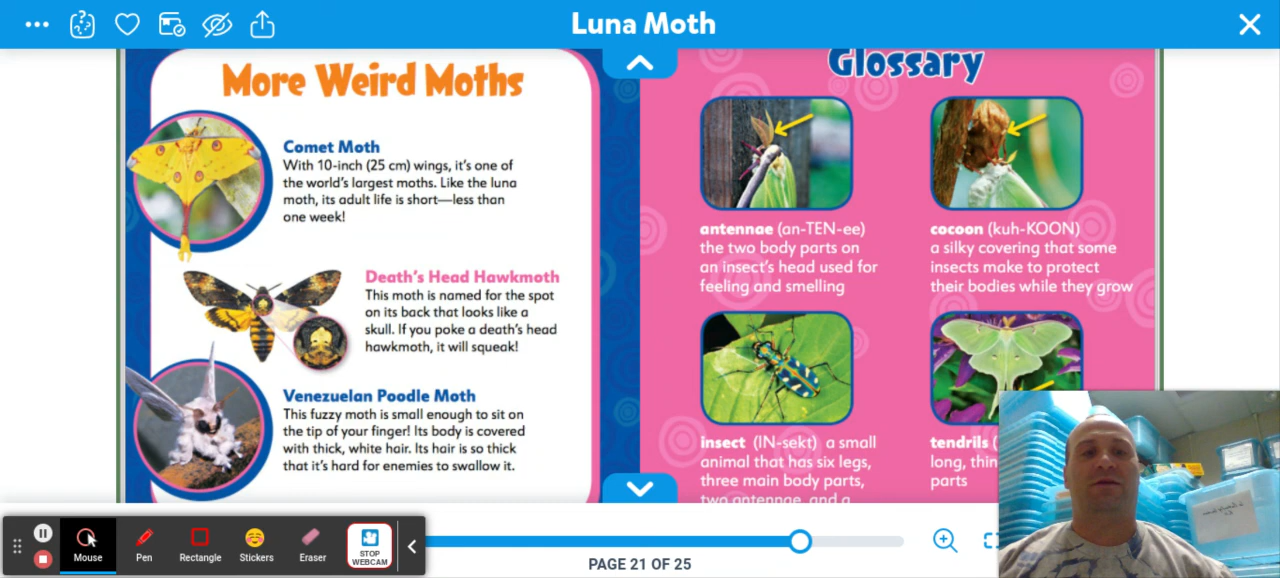 Luna Moth
More Weird Moths
Comet Moth
With 10-inch (25 cm) wings, it's one of
the world's largest moths. Like the luna
moth, its adult life is short—less than
one week!
Death's Head Hawkmoth
This moth is named for the spot
on its back that looks like a
skull. If you poke a death's head
hawkmoth, it will squeak!
Venezuelan Poodle Moth
This fuzzy moth is small enough to sit on
the tip of your finger! Its body is covered
with thick, white hair. Its hair is so thick
that it's hard for enemies to swallow it.
Glossary
antennae (an-TEN-ee)
the two body parts on
an insect's head used for
feeling and smelling
cocoon (kuh-KOON)
a silky covering that some
insects make to protect
their bodies while they grow
insect (IN-sekt) a small
animal that has six legs,
three main body parts,
two antennae, and a
tendrils (
long, thin
parts
Mouse
Pen
Rectangle
Stickers
Eraser
STOP
WEBCAM
PAGE 21 OF 25